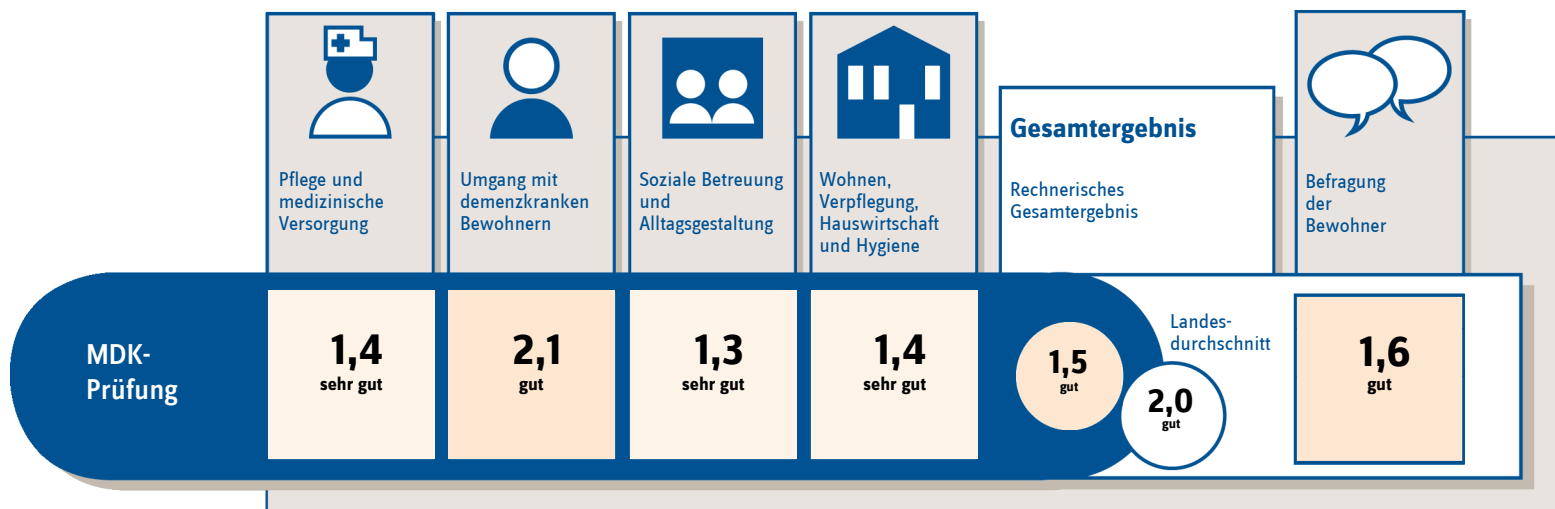 Pflege und
medizinische
Versorgung
Umgang mit
demenzkranken
Bewohnern
Soziale Betreuung
und
Alltagsgestaltung
Wohnen,
Verpflegung,
Hauswirtschaft
und Hygiene
Gesamtergebnis
Rechnerisches
Gesamtergebnis
Befragung
der
Bewohner
MDK-
Prüfung
1,4
sehr gut
2,1
gut
1,3
sehr gut
1,4
sehr gut
1,5
gut
Landes-
durchschnitt
2,0
gut
1,6
gut